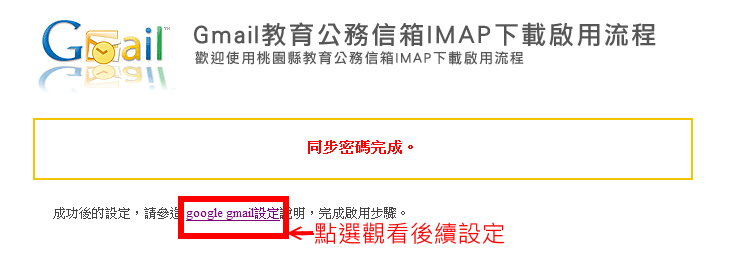 Gmail™
Gmail教育公務信箱IMAP下載啟用流程
歡迎使用桃園縣教育公務信箱IMAP下載啟用流程
同步密碼完成。
成功後的設定，請參造 google gmail設定說明，完成啟用步驟。
←點選觀看後續設定